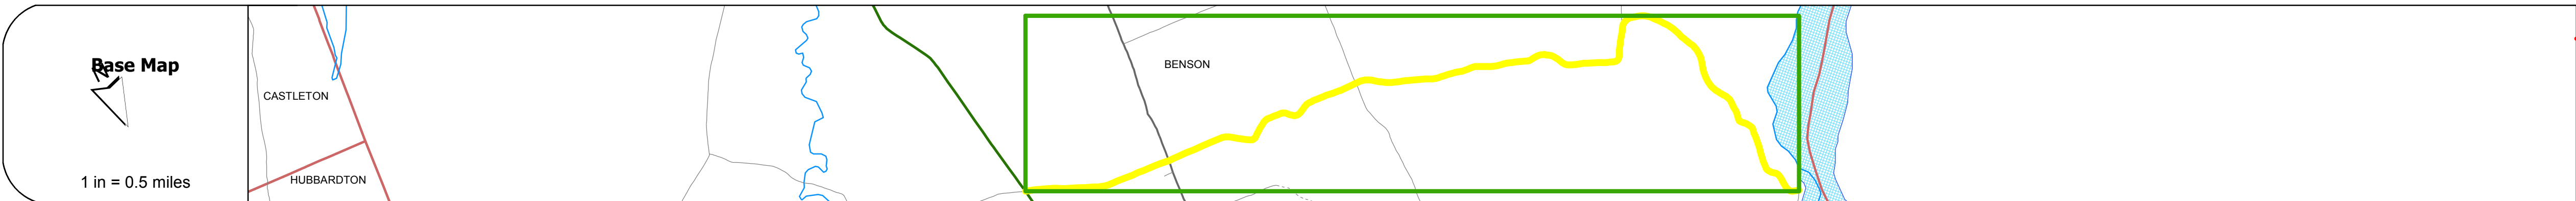 Base Map
N
1 in = 0.5 miles
CASTLETON
HUBBARDTON
BENSON